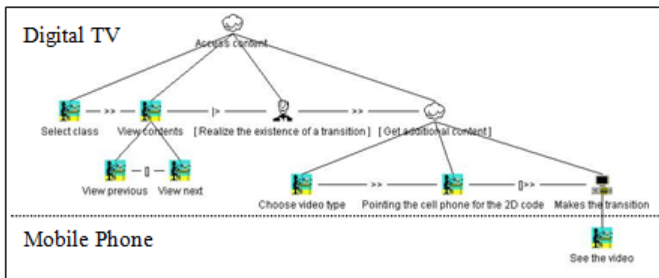 Digital TV
Access content
>> |> >>
Select class View contents [ Realize the existence of a transition ] [ Get additional content ]
[]
View previous View next
>> []>>
Choose video type Pointing the cell phone for the 2D code Makes the transition
Mobile Phone
See the video